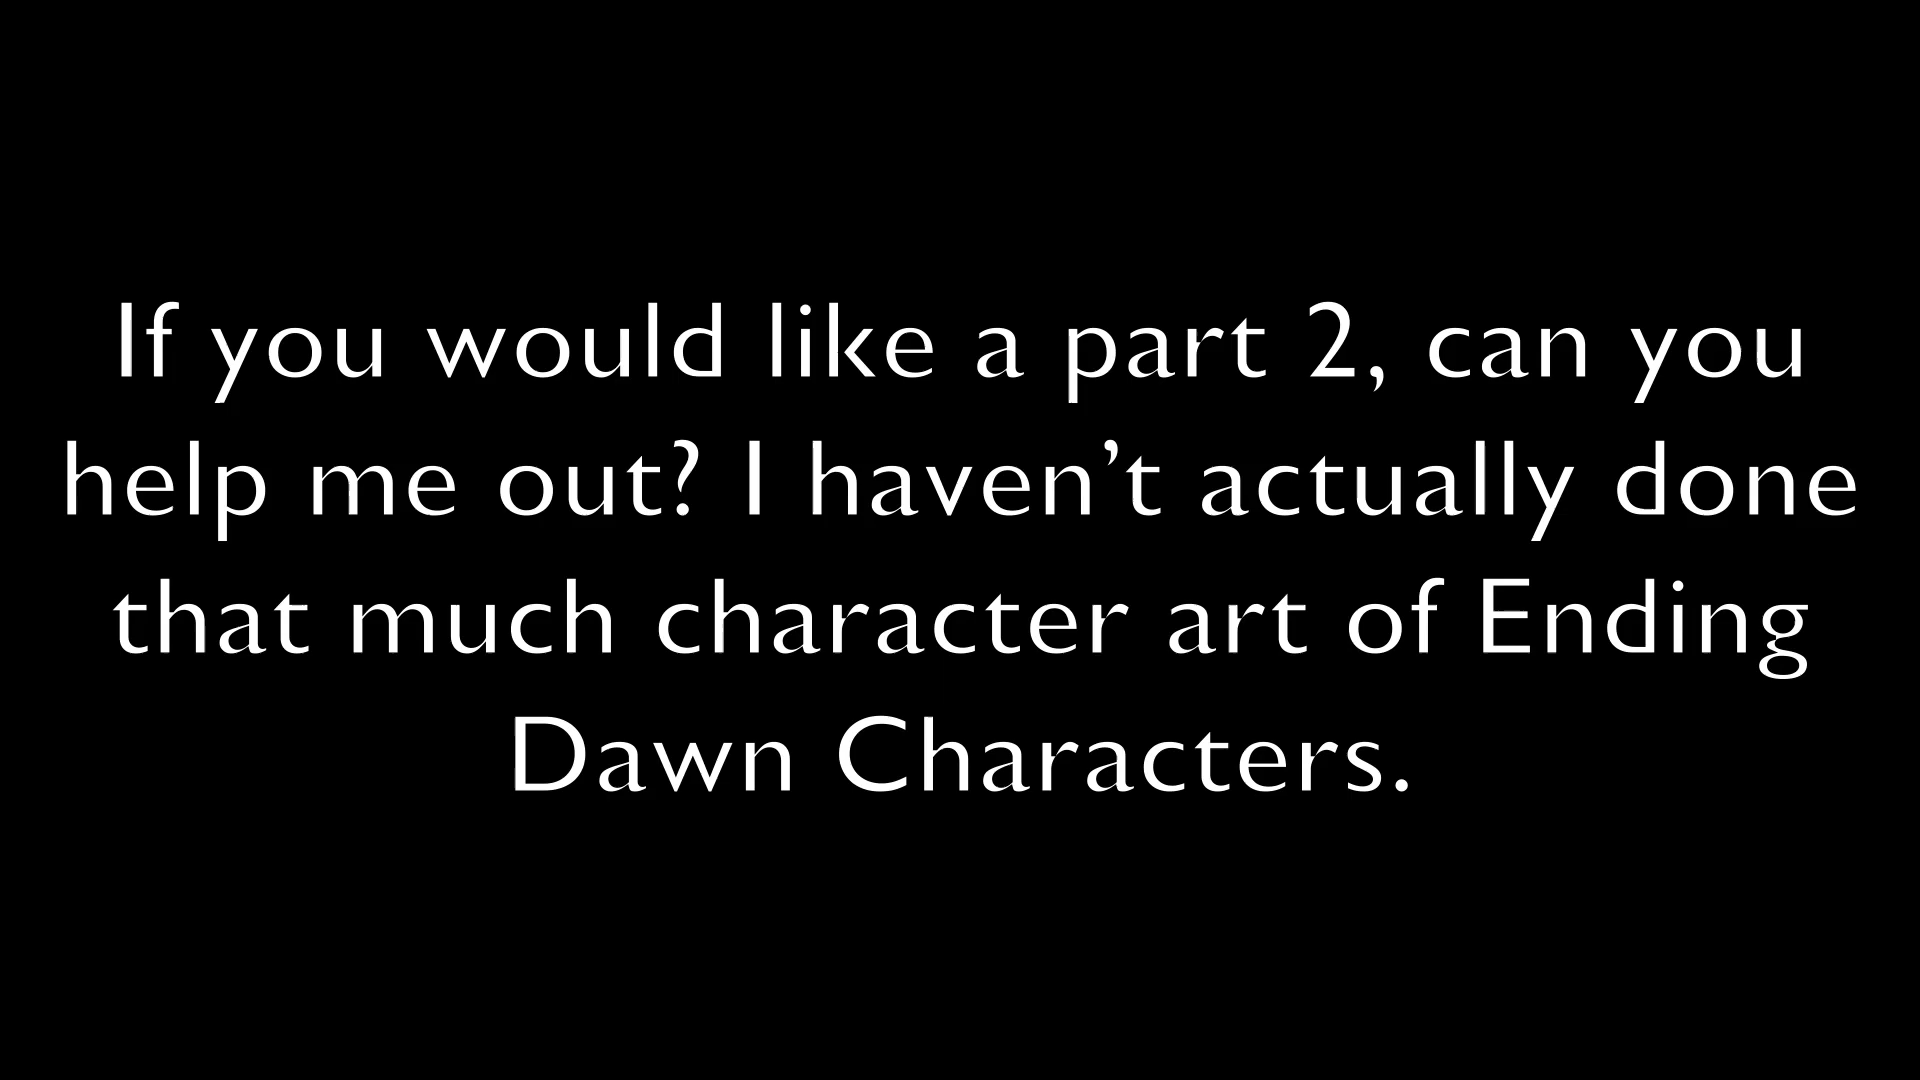 If you would like a part 2, can you
help me out? I haven’t actually done
that much character art of Ending
Dawn Characters.